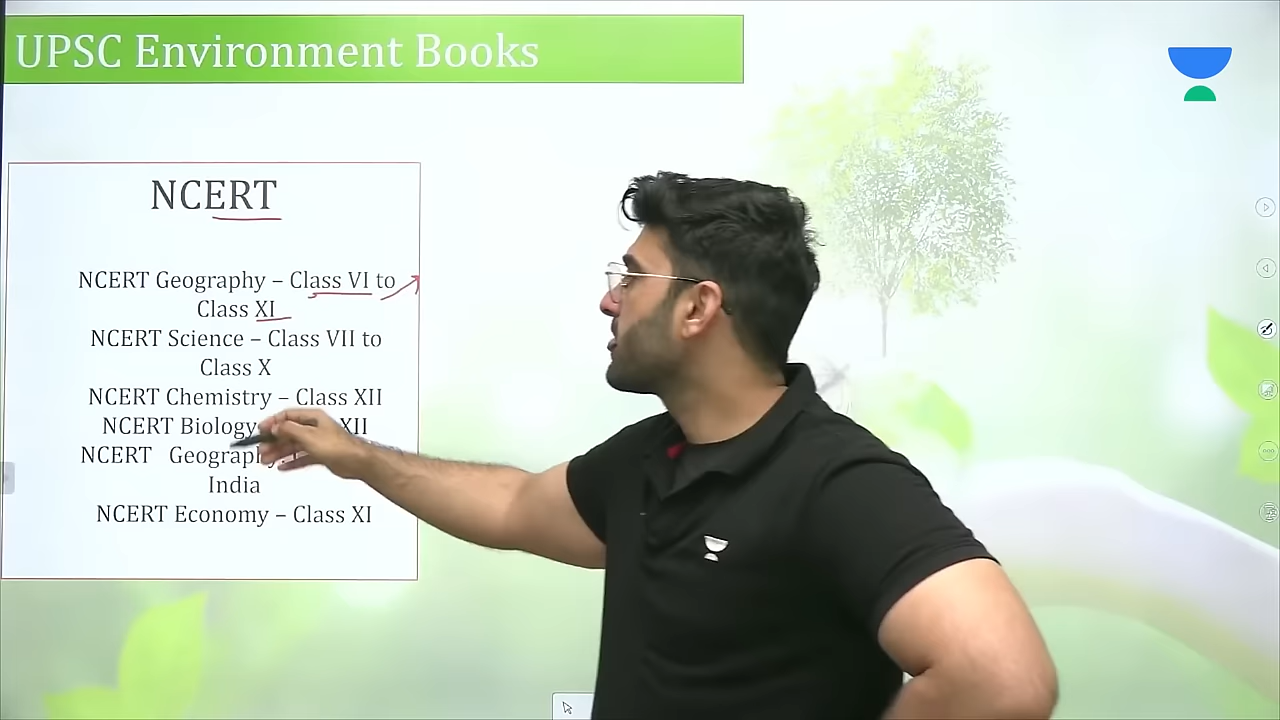 UPSC Environment Books
NCERT
NCERT Geography – Class VI to
Class XI
NCERT Science – Class VII to
Class X
NCERT Chemistry – Class XII
NCERT Biology XII
NCERT Geography
India
NCERT Economy – Class XI